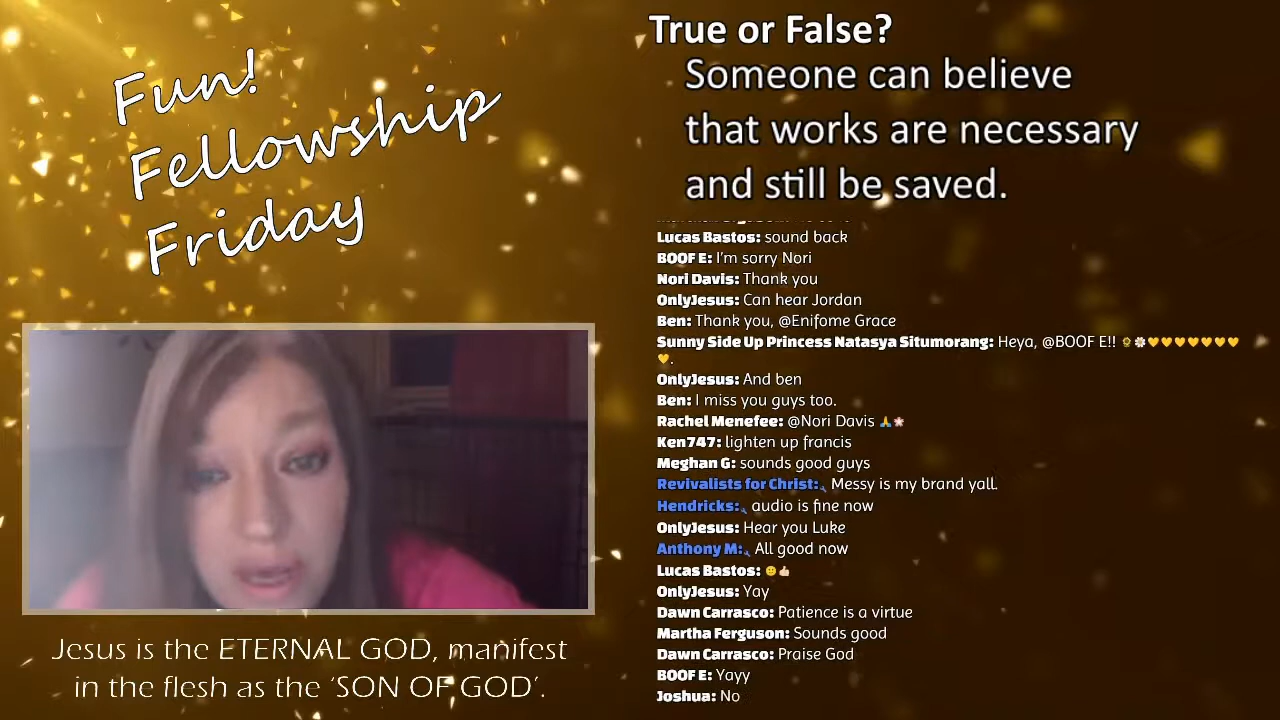 Fun!
Fellowship
Friday
True or False?
Someone can believe
that works are necessary
and still be saved.
Lucas Bastos: sound back
BOOF E: I'm sorry Nori
Nori Davis: Thank you
OnlyJesus: Can hear Jordan
Ben: Thank you, @Enifome Grace
Sunny Side Up Princess Natasya Situmorang: Heya, @BOOF E!! 🌻🌼💛💛💛💛💛💛💛
💛.
OnlyJesus: And ben
Ben: I miss you guys too.
Rachel Menefee: @Nori Davis 🙏🌸
Ken747: lighten up francis
Meghan G: sounds good guys
Revivalists for Christ: Messy is my brand yall.
Hendricks: audio is fine now
OnlyJesus: Hear you Luke
Anthony M: All good now
Lucas Bastos: 🙂👍🏼
OnlyJesus: Yay
Dawn Carrasco: Patience is a virtue
Martha Ferguson: Sounds good
Dawn Carrasco: Praise God
BOOF E: Yayy
Joshua: No
Jesus is the ETERNAL GOD, manifest
in the flesh as the ‘SON OF GOD’.